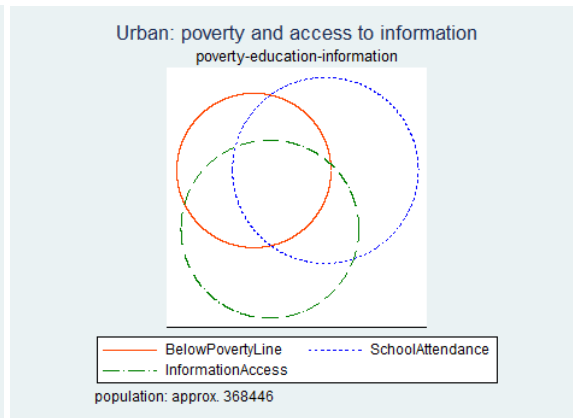 Urban: poverty and access to information
poverty-education-information
BelowPovertyLine SchoolAttendance
InformationAccess
population: approx. 368446